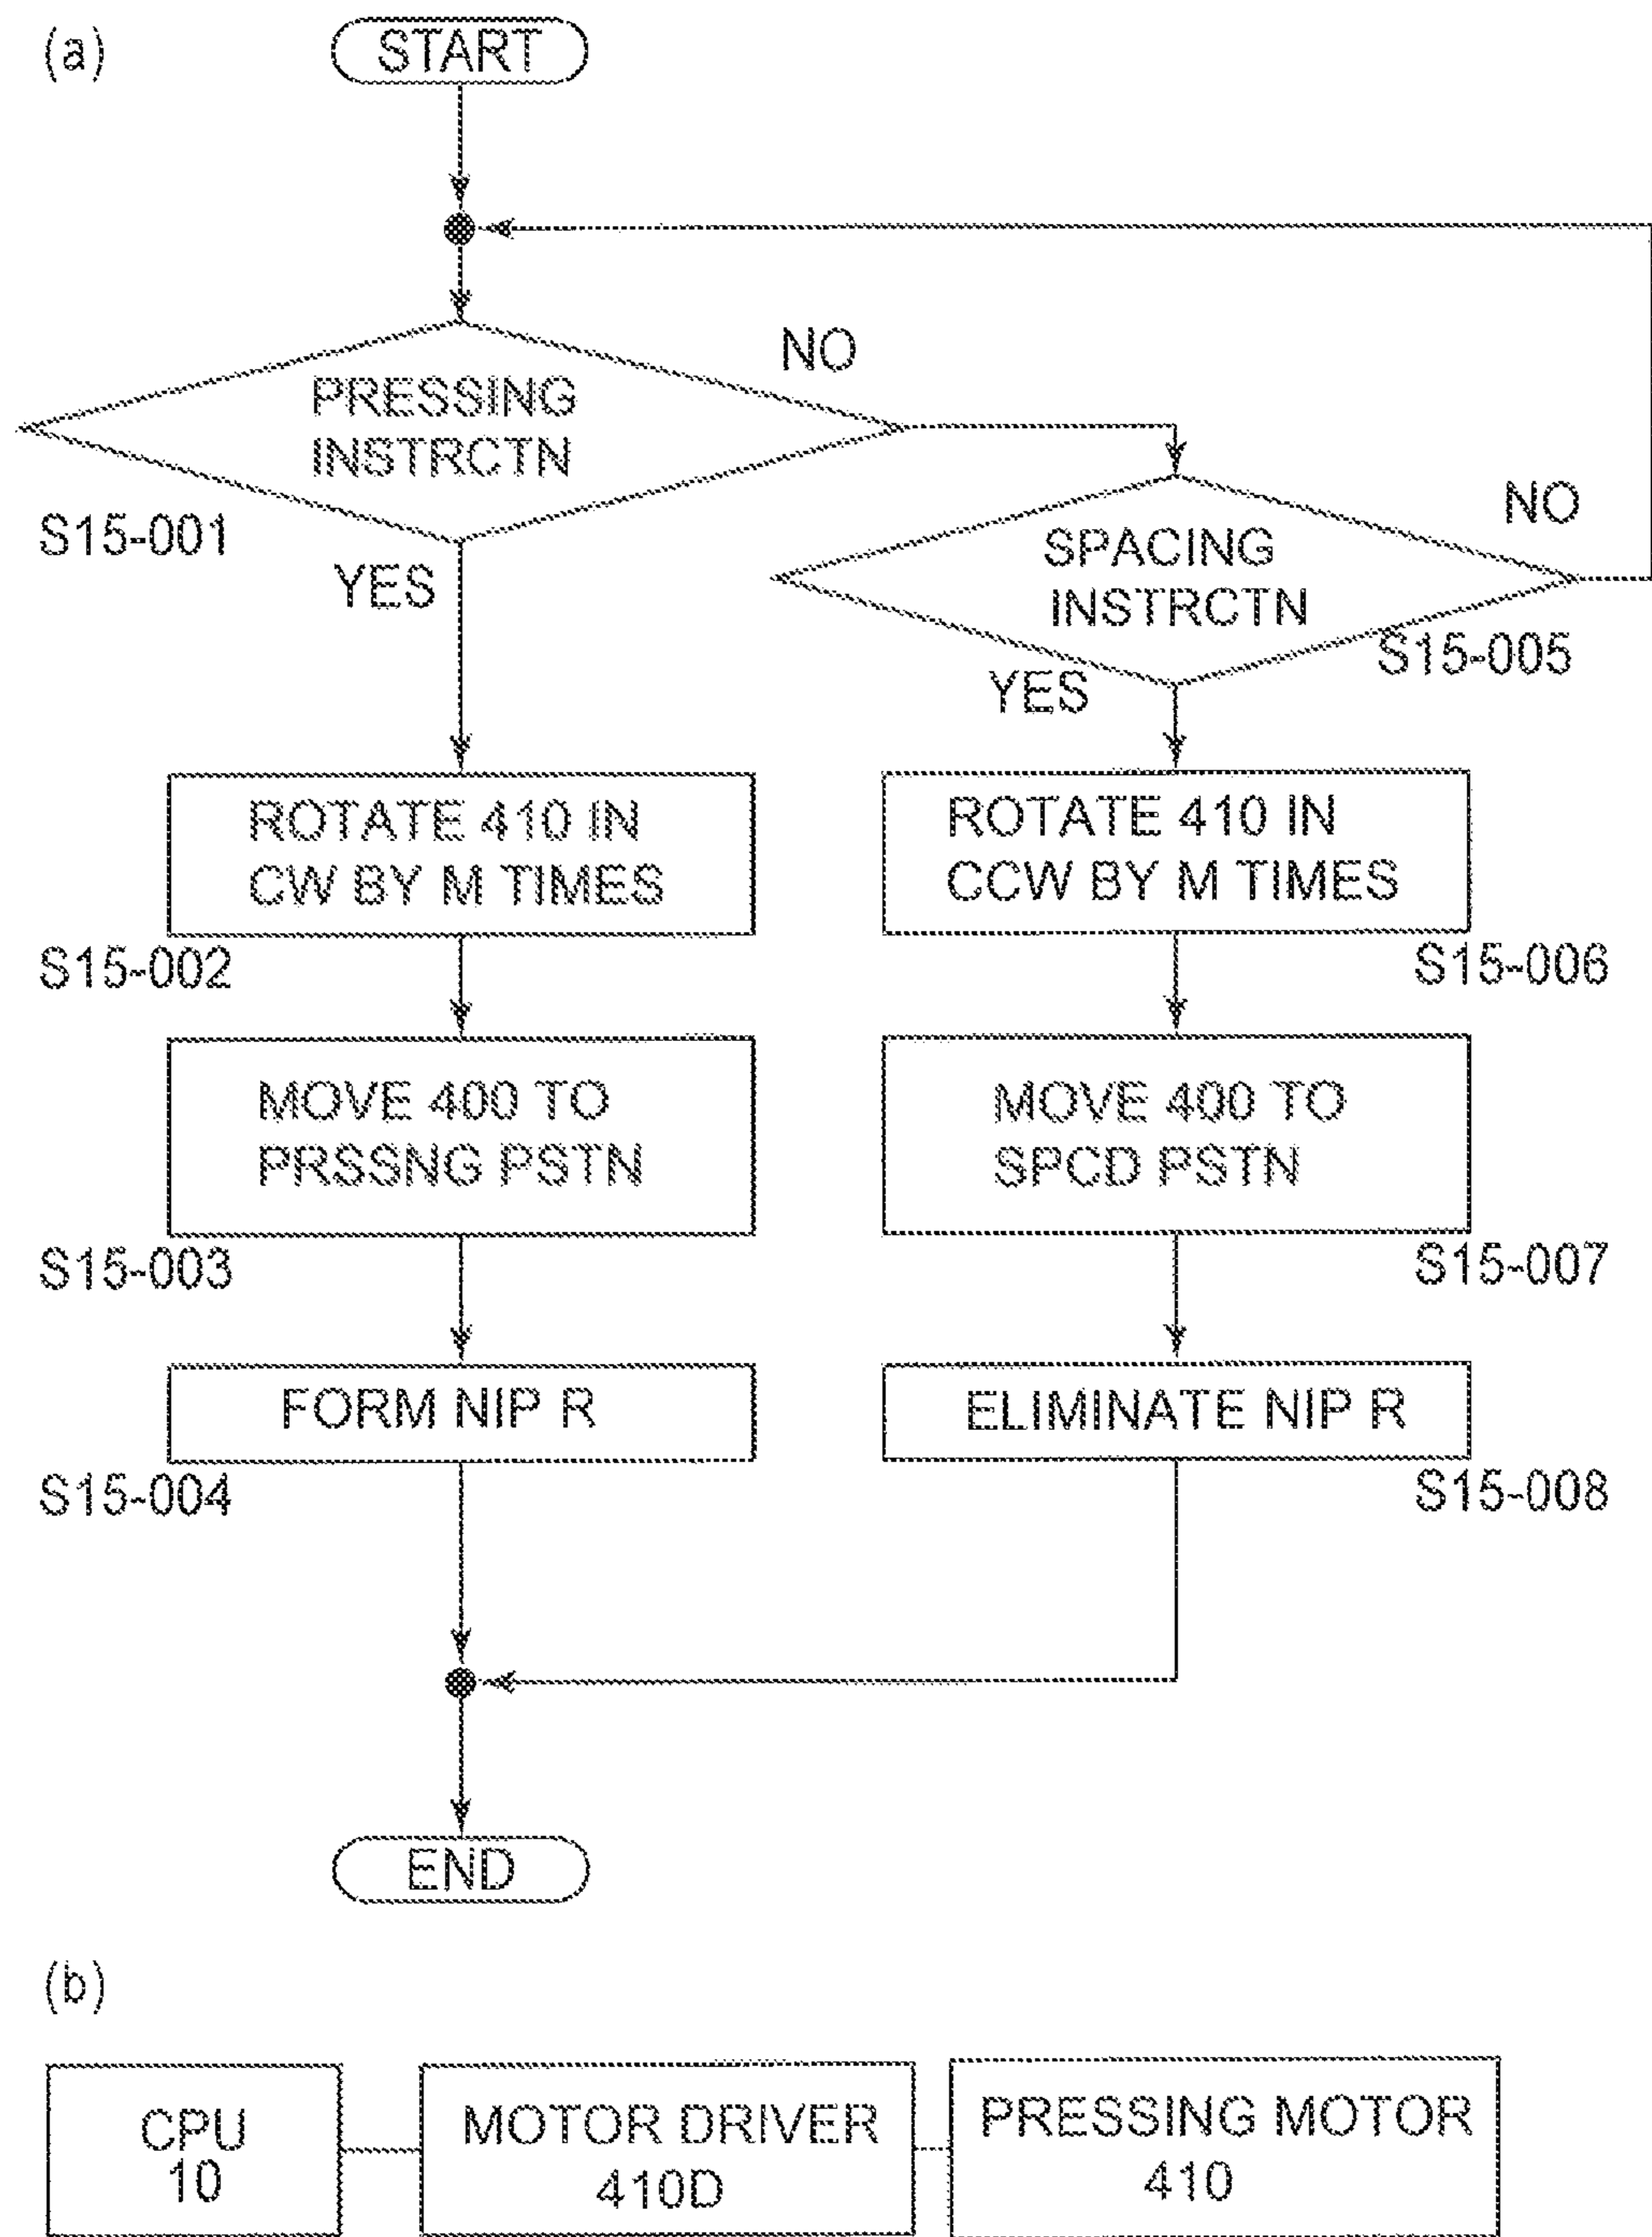 (a)
START
PRESSING
INSTRCTN
NO
S15-001
YES
SPACING
INSTRCTN
NO
S15-005
YES
ROTATE 410 IN
CW BY M TIMES
S15-002
ROTATE 410 IN
CCW BY M TIMES
S15-006
MOVE 400 TO
PRSSNG PSTN
S15-003
MOVE 400 TO
SPCD PSTN
S15-007
FORM NIP R
S15-004
ELIMINATE NIP R
S15-008
END
(b)
CPU
10
MOTOR DRIVER
410D
PRESSING MOTOR
410